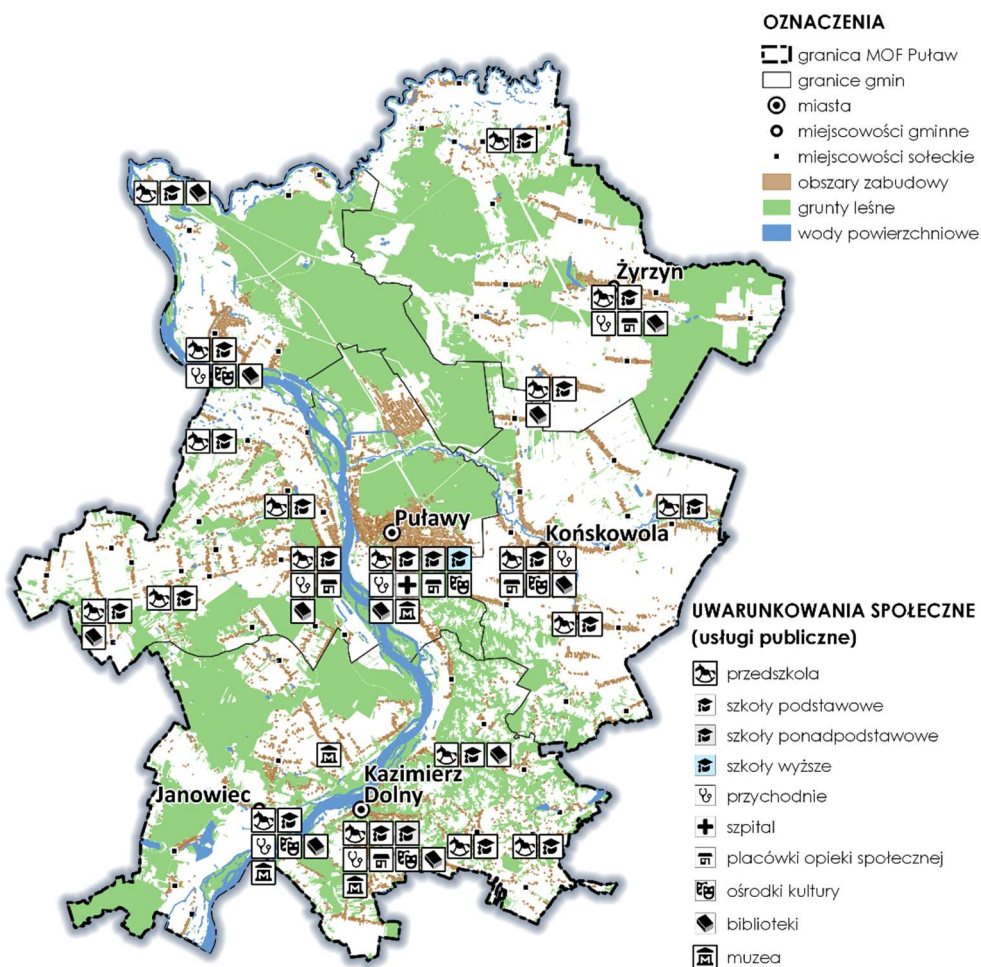 OZNACZENIA
granica MOF Puław
granice gmin
miasta
miejscowości gminne
miejscowości sołeckie
obszary zabudowy
grunty leśne
wody powierzchniowe
Żyrzyn
Puławy
Końskowola
Janowiec
Kazimierz
Dolny
UWARUNKOWANIA SPOŁECZNE
(usługi publiczne)
przedszkola
szkoły podstawowe
szkoły ponadpodstawowe
szkoły wyższe
przychodnie
szpital
placówki opieki społecznej
ośrodki kultury
biblioteki
muzea